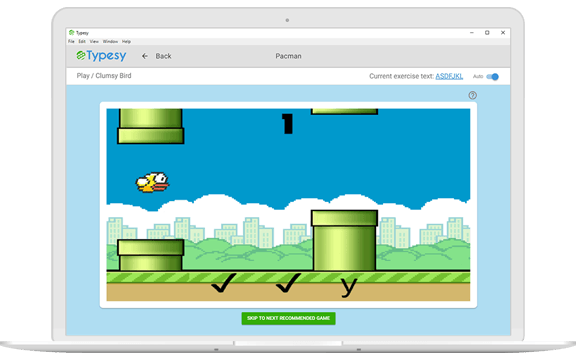 Typesy
File Edit View Window Help
Typesy ← Back Pacman
Play / Clumsy Bird Current exercise text: ASDFJKL Auto
?
1
✓ ✓ y
SKIP TO NEXT RECOMMENDED GAME